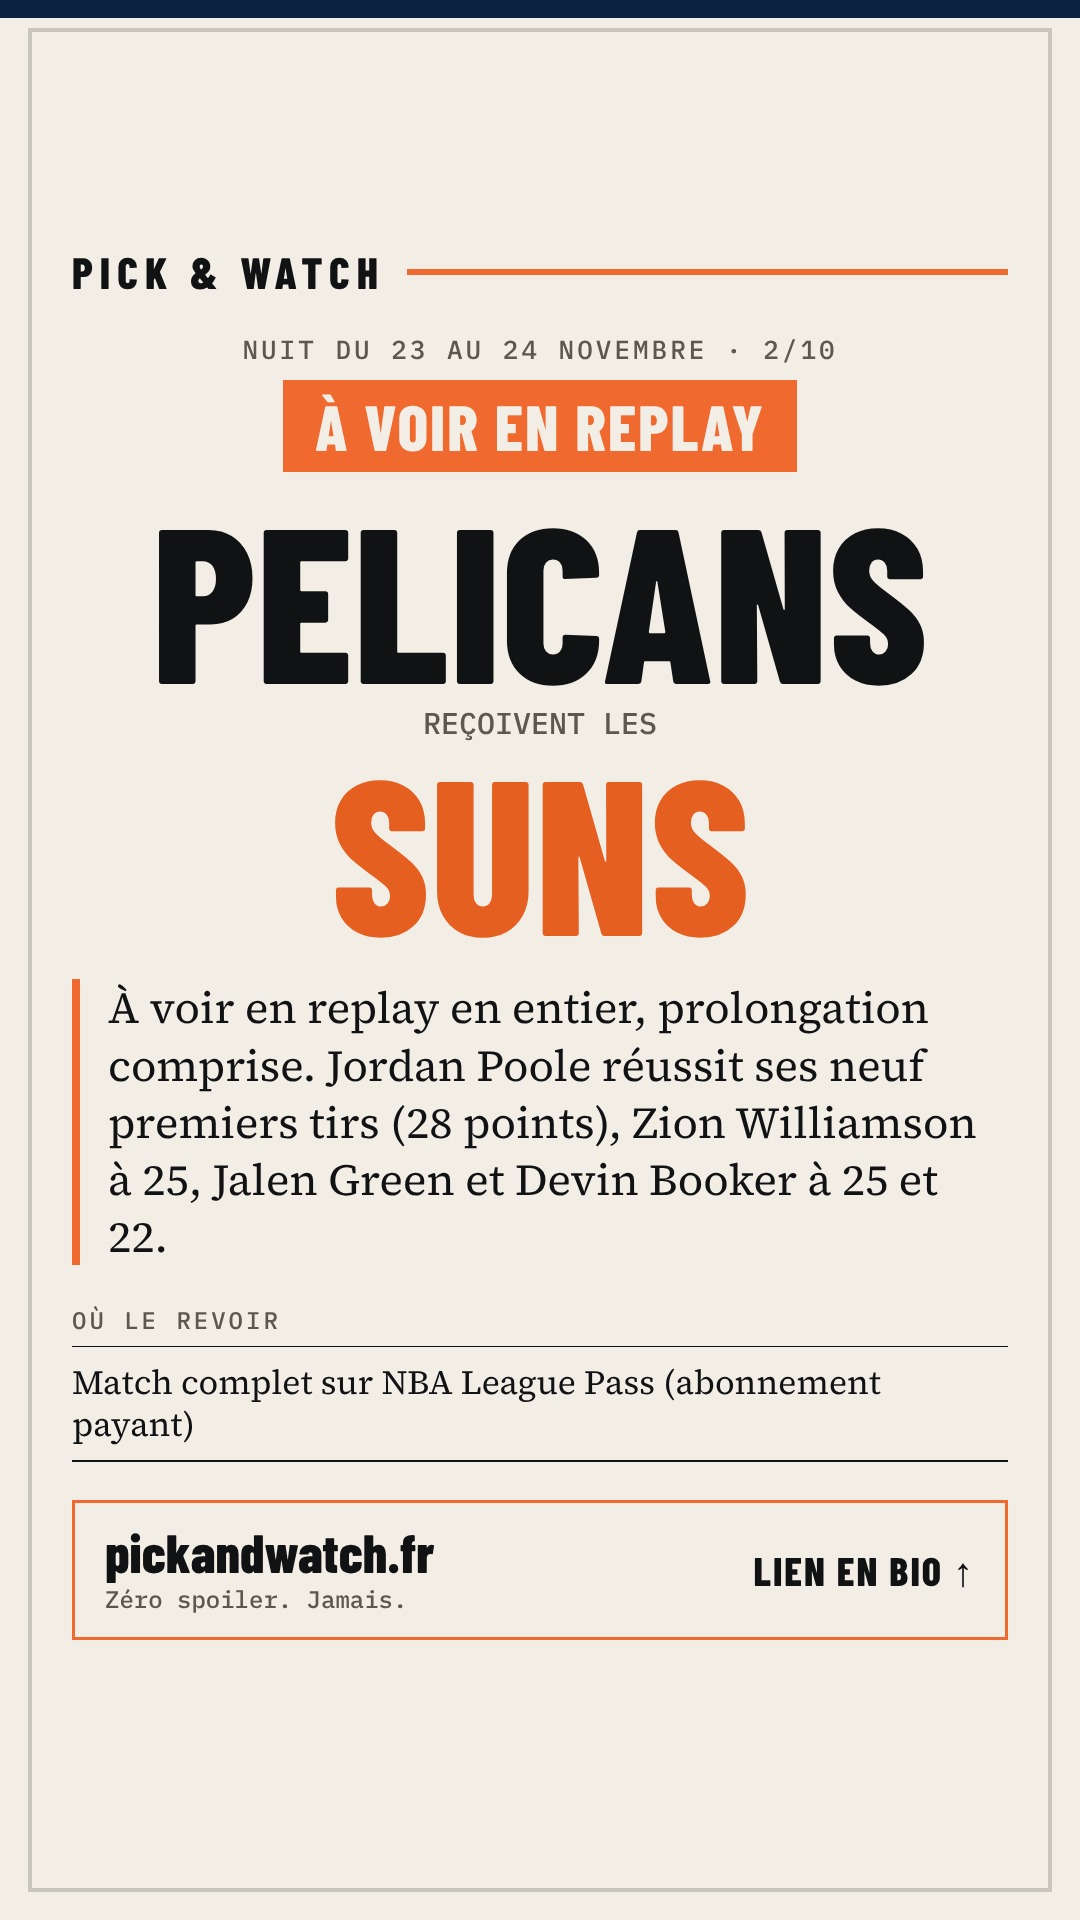 PICK & WATCH
NUIT DU 23 AU 24 NOVEMBRE · 2/10
À VOIR EN REPLAY
PELICANS
REÇOIVENT LES
SUNS
À voir en replay en entier, prolongation
comprise. Jordan Poole réussit ses neuf
premiers tirs (28 points), Zion Williamson
à 25, Jalen Green et Devin Booker à 25 et
22.
OÙ LE REVOIR
Match complet sur NBA League Pass (abonnement
payant)
pickandwatch.fr
Zéro spoiler. Jamais.
LIEN EN BIO ↑